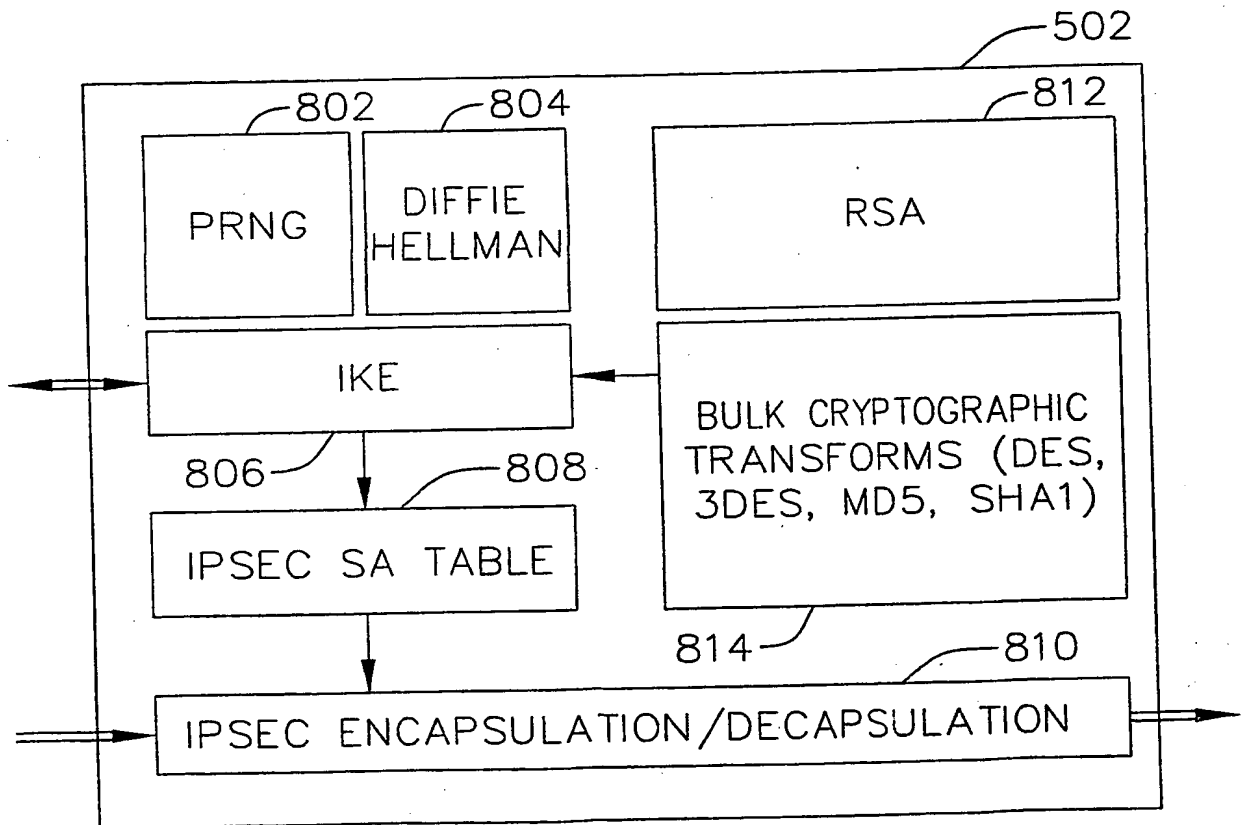 502
802
804
812
PRNG
DIFFIE
HELLMAN
RSA
IKE
BULK CRYPTOGRAPHIC
TRANSFORMS (DES,
3DES, MD5, SHA1)
806
808
IPSEC SA TABLE
814
810
IPSEC ENCAPSULATION/DECAPSULATION